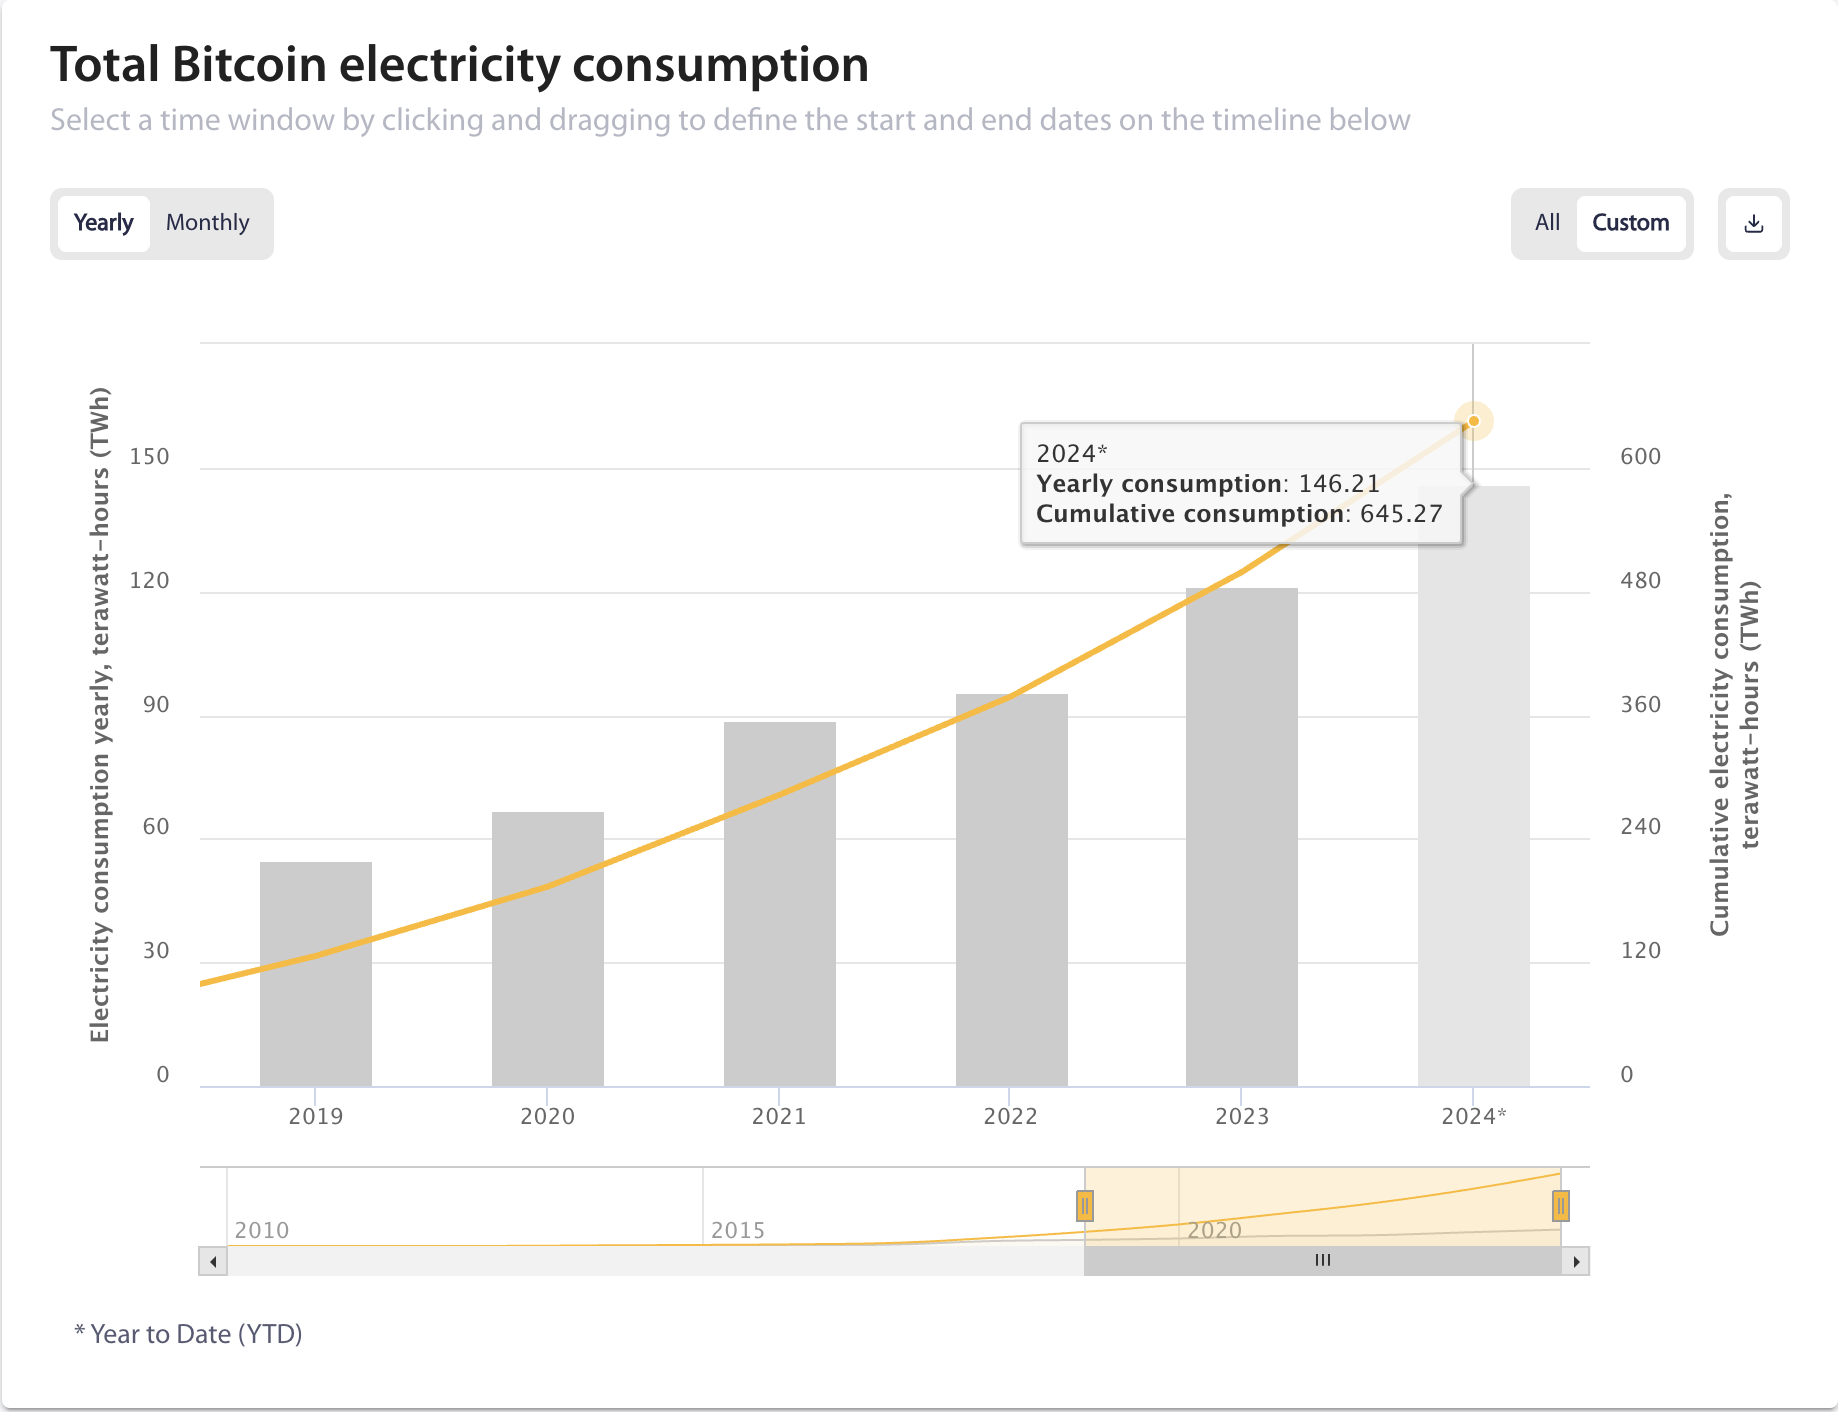 Total Bitcoin electricity consumption
Select a time window by clicking and dragging to define the start and end dates on the timeline below
Yearly Monthly
All Custom
Electricity consumption yearly, terawatt-hours (TWh)
150
120
90
60
30
0
2024*
Yearly consumption: 146.21
Cumulative consumption: 645.27
600
480
360
240
120
0
Cumulative electricity consumption,
terawatt-hours (TWh)
2019 2020 2021 2022 2023 2024*
2010 2015 2020
* Year to Date (YTD)